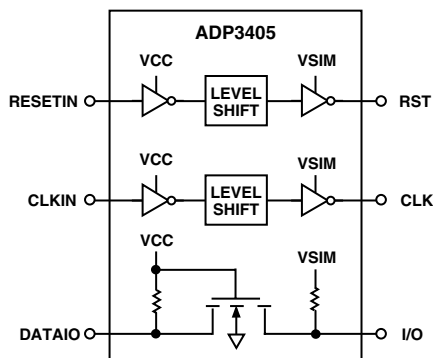 ADP3405
VCC
VSIM
RESETIN
LEVEL
SHIFT
RST
VCC
VSIM
CLKIN
LEVEL
SHIFT
CLK
VCC
VSIM
DATAIO
I/O